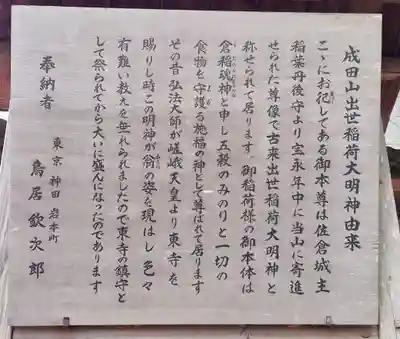 成田山出世稲荷大明神由来
こゝにお祀してある御本尊は佐倉城主
稲葉丹後守より宝永年中に当山に寄進
せられた尊像で古来出世稲荷大明神と
称せられて居ります 御稲荷様の御本体は
倉稲魂神と申し五穀のみのりと一切の
食物を守護る施福の神として尊ばれて居ります
その昔弘法大師が嵯峨天皇より東寺を
賜りし時この明神が翁の姿を現はし色々
有難い教えを垂れられましたので東寺の鎮守と
して祭られてから大いに盛んになったのであります
奉納者
東京 神田 岩本町
鳥居欽次郎